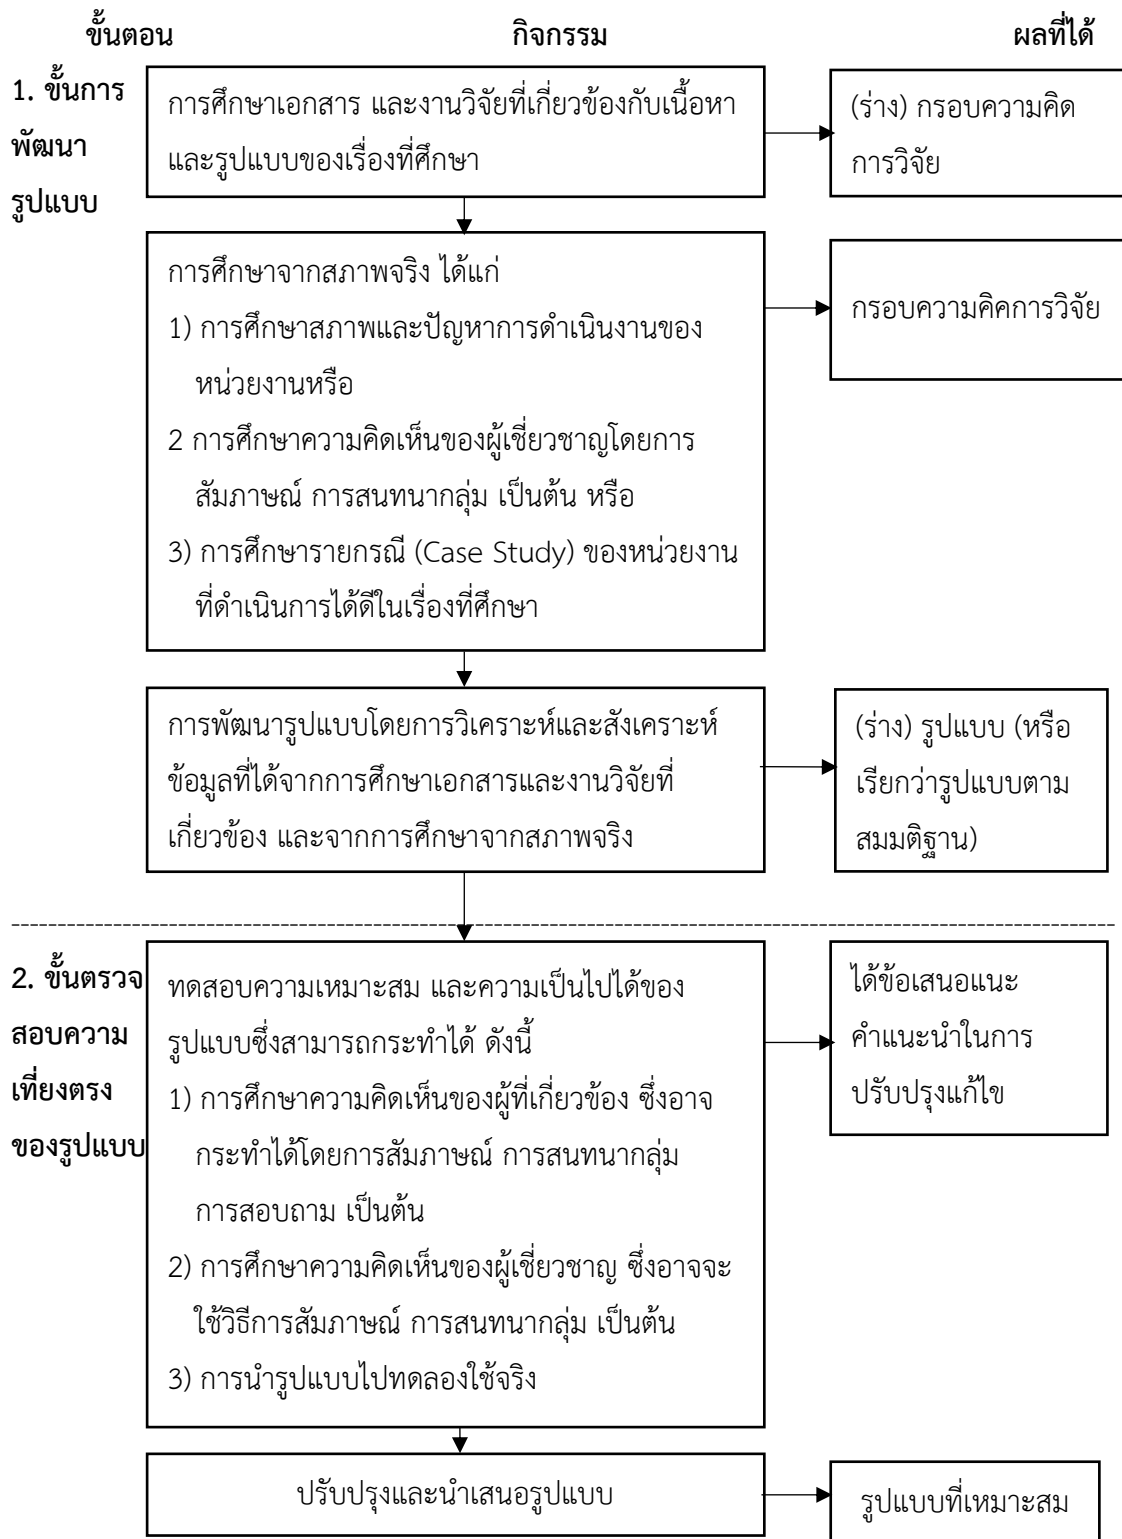 ขั้นตอน กิจกรรม ผลที่ได้
1. ขั้นการ
พัฒนา
รูปแบบ
การศึกษาเอกสาร และงานวิจัยที่เกี่ยวข้องกับเนื้อหา
และรูปแบบของเรื่องที่ศึกษา
(ร่าง) กรอบความคิด
การวิจัย
การศึกษาจากสภาพจริง ได้แก่
1) การศึกษาสภาพและปัญหาการดำเนินงานของ
หน่วยงานหรือ
2 การศึกษาความคิดเห็นของผู้เชี่ยวชาญโดยการ
สัมภาษณ์ การสนทนากลุ่ม เป็นต้น หรือ
3) การศึกษารายกรณี (Case Study) ของหน่วยงาน
ที่ดำเนินการได้ดีในเรื่องที่ศึกษา
กรอบความคิคการวิจัย
การพัฒนารูปแบบโดยการวิเคราะห์และสังเคราะห์
ข้อมูลที่ได้จากการศึกษาเอกสารและงานวิจัยที่
เกี่ยวข้อง และจากการศึกษาจากสภาพจริง
(ร่าง) รูปแบบ (หรือ
เรียกว่ารูปแบบตาม
สมมติฐาน)
2. ขั้นตรวจ
สอบความ
เที่ยงตรง
ของรูปแบบ
ทดสอบความเหมาะสม และความเป็นไปได้ของ
รูปแบบซึ่งสามารถกระทำได้ ดังนี้
1) การศึกษาความคิดเห็นของผู้ที่เกี่ยวข้อง ซึ่งอาจ
กระทำได้โดยการสัมภาษณ์ การสนทนากลุ่ม
การสอบถาม เป็นต้น
2) การศึกษาความคิดเห็นของผู้เชี่ยวชาญ ซึ่งอาจจะ
ใช้วิธีการสัมภาษณ์ การสนทนากลุ่ม เป็นต้น
3) การนำรูปแบบไปทดลองใช้จริง
ได้ข้อเสนอแนะ
คำแนะนำในการ
ปรับปรุงแก้ไข
ปรับปรุงและนำเสนอรูปแบบ
รูปแบบที่เหมาะสม